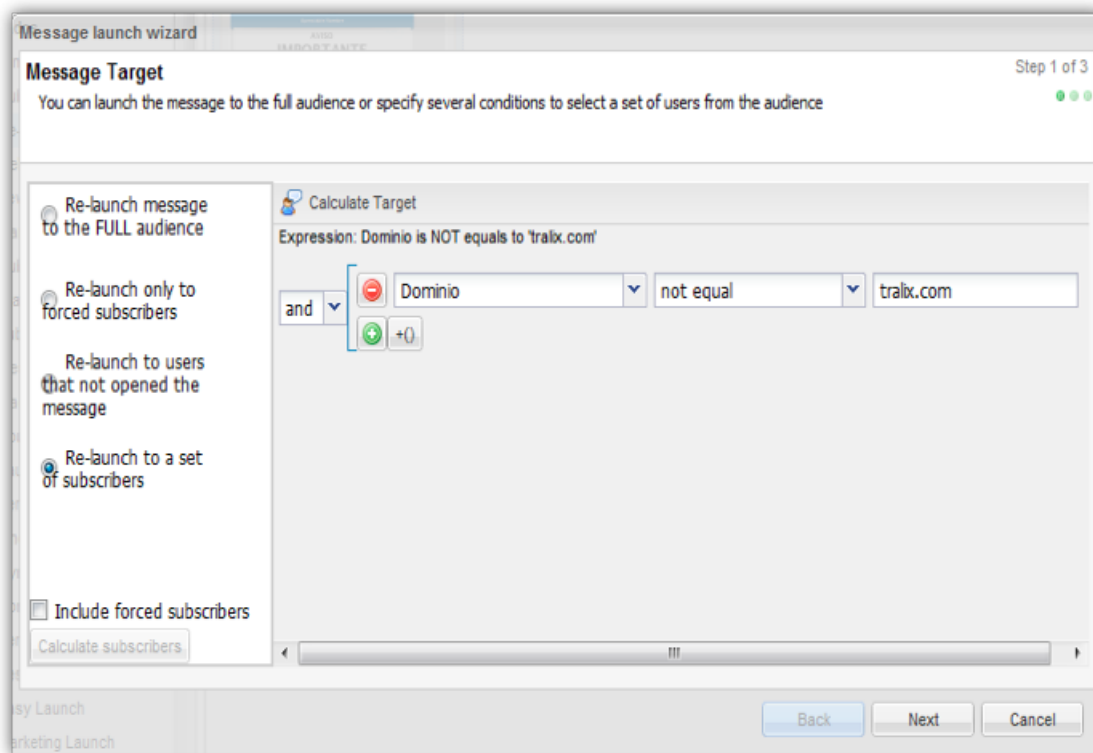 Message launch wizard
AVISO
IMPORTANTE
Message Target
Step 1 of 3
You can launch the message to the full audience or specify several conditions to select a set of users from the audience
Re-launch message
to the FULL audience
Re-launch only to
forced subscribers
Re-launch to users
that not opened the
message
Re-launch to a set
of subscribers
Include forced subscribers
Calculate subscribers
Calculate Target
Expression: Dominio is NOT equals to 'tralix.com'
and
Dominio
not equal
tralix.com
+()
Back
Next
Cancel
sy Launch
arketing Launch